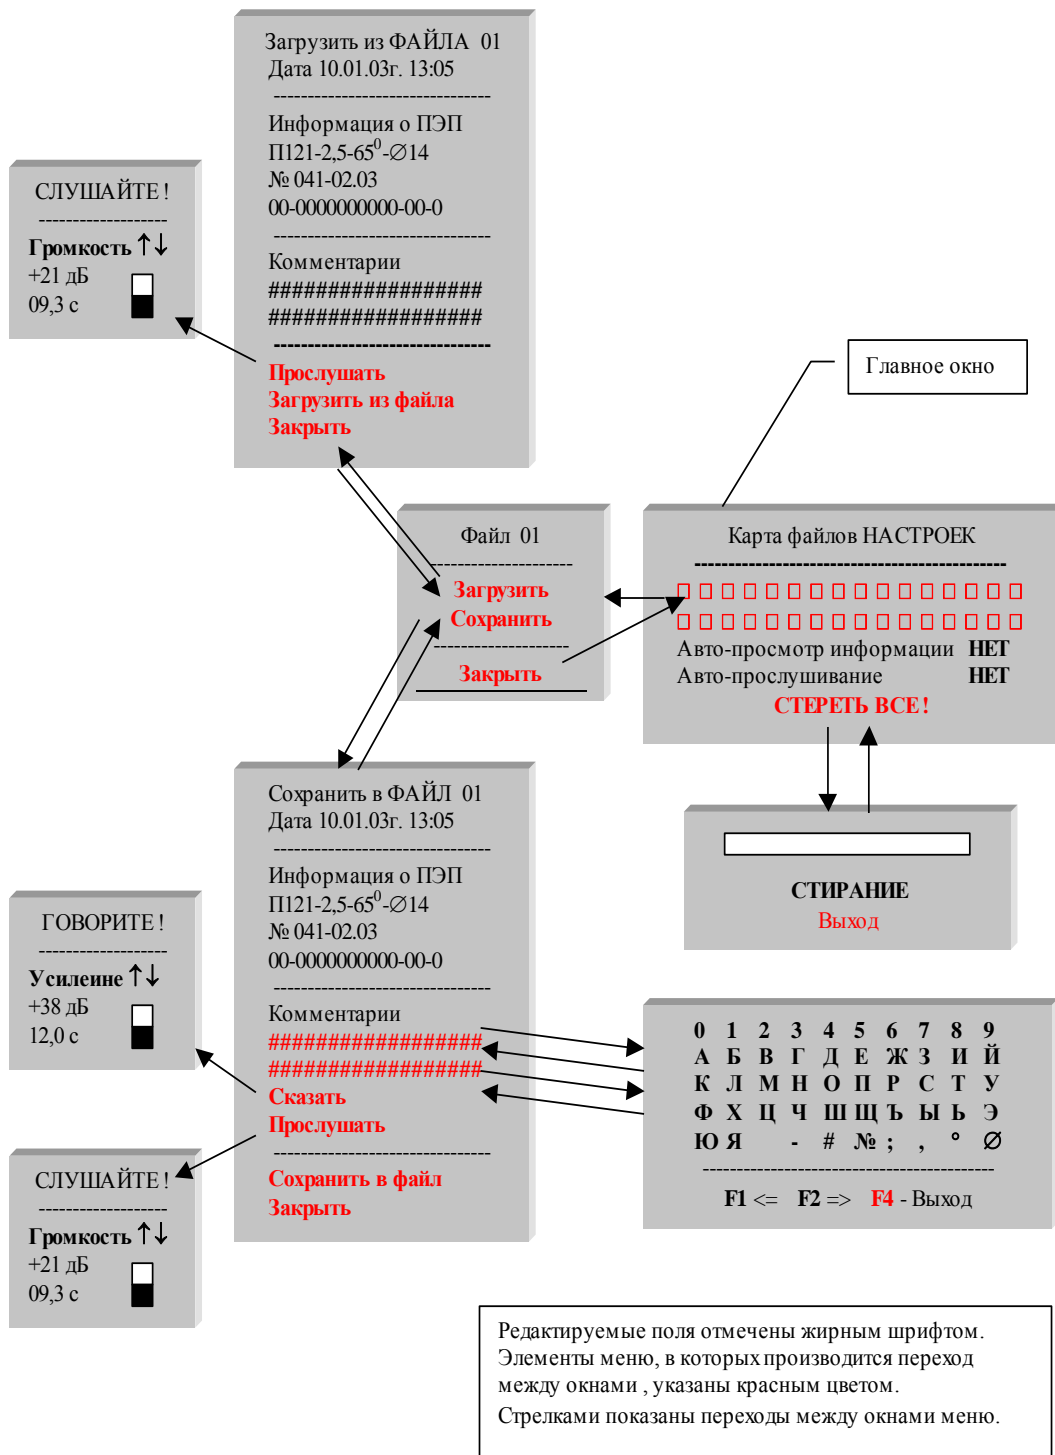 Загрузить из ФАЙЛА 01
Дата 10.01.03г. 13:05
--------------------------------
Информация о ПЭП
П121-2,5-65⁰-∅14
№ 041-02.03
00-0000000000-00-0
--------------------------------
Комментарии
##################
##################
--------------------------------
Прослушать
Загрузить из файла
Закрыть
СЛУШАЙТЕ !
-------------------
Громкость ↑↓
+21 дБ
09,3 с
Главное окно
Файл 01
---------------------
Загрузить
Сохранить
--------------------
Закрыть
Карта файлов НАСТРОЕК
----------------------------------------------
Авто-просмотр информации НЕТ
Авто-прослушивание НЕТ
СТЕРЕТЬ ВСЕ !
СТИРАНИЕ
Выход
Сохранить в ФАЙЛ 01
Дата 10.01.03г. 13:05
--------------------------------
Информация о ПЭП
П121-2,5-65⁰-∅14
№ 041-02.03
00-0000000000-00-0
--------------------------------
Комментарии
##################
##################
Сказать
Прослушать
--------------------------------
Сохранить в файл
Закрыть
ГОВОРИТЕ !
-------------------
Усилеине ↑↓
+38 дБ
12,0 с
СЛУШАЙТЕ !
-------------------
Громкость ↑↓
+21 дБ
09,3 с
0 1 2 3 4 5 6 7 8 9
А Б В Г Д Е Ж З И Й
К Л М Н О П Р С Т У
Ф Х Ц Ч Ш Щ Ъ Ы Ь Э
Ю Я - # № ; , ° ∅
-------------------------------------------
F1 <= F2 => F4 - Выход
Редактируемые поля отмечены жирным шрифтом.
Элементы меню, в которых производится переход
между окнами , указаны красным цветом.
Стрелками показаны переходы между окнами меню.